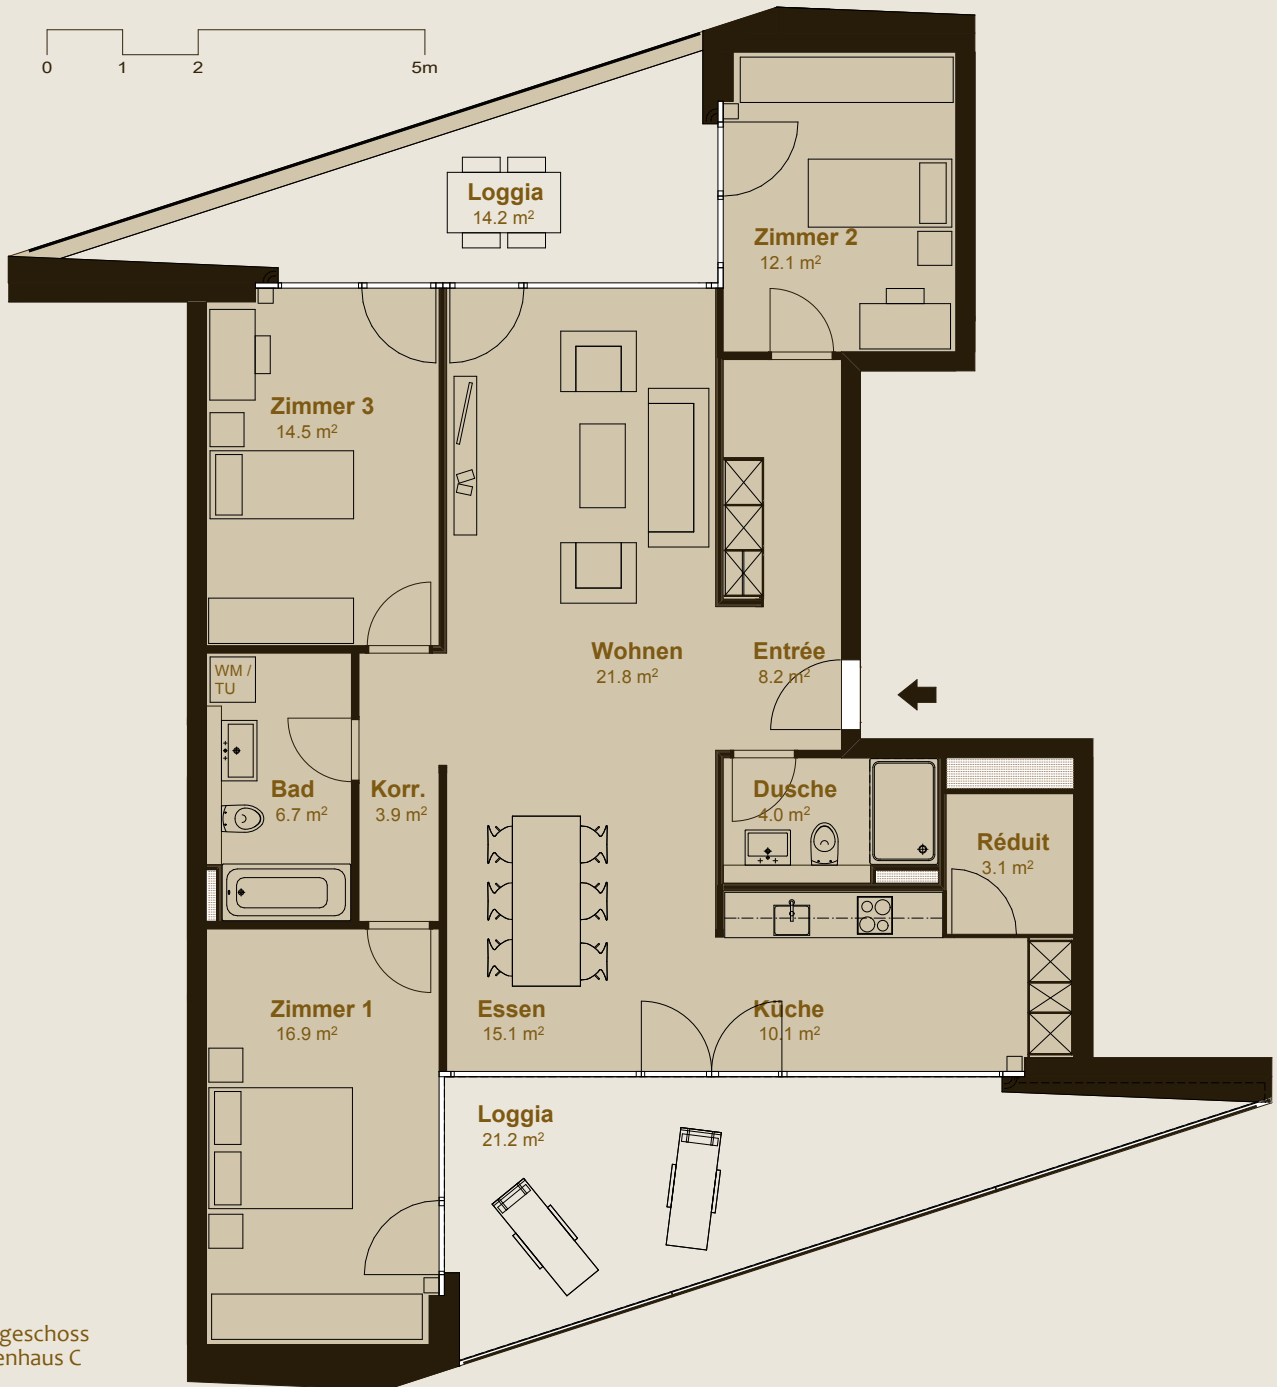 0 1 2 5m
Loggia
14.2 m²
Zimmer 2
12.1 m²
Zimmer 3
14.5 m²
Wohnen
21.8 m²
Entrée
8.2 m²
WM /
TU
Bad
6.7 m²
Korr.
3.9 m²
Dusche
4.0 m²
Réduit
3.1 m²
Zimmer 1
16.9 m²
Essen
15.1 m²
Küche
10.1 m²
Loggia
21.2 m²
geschoss
enhaus C